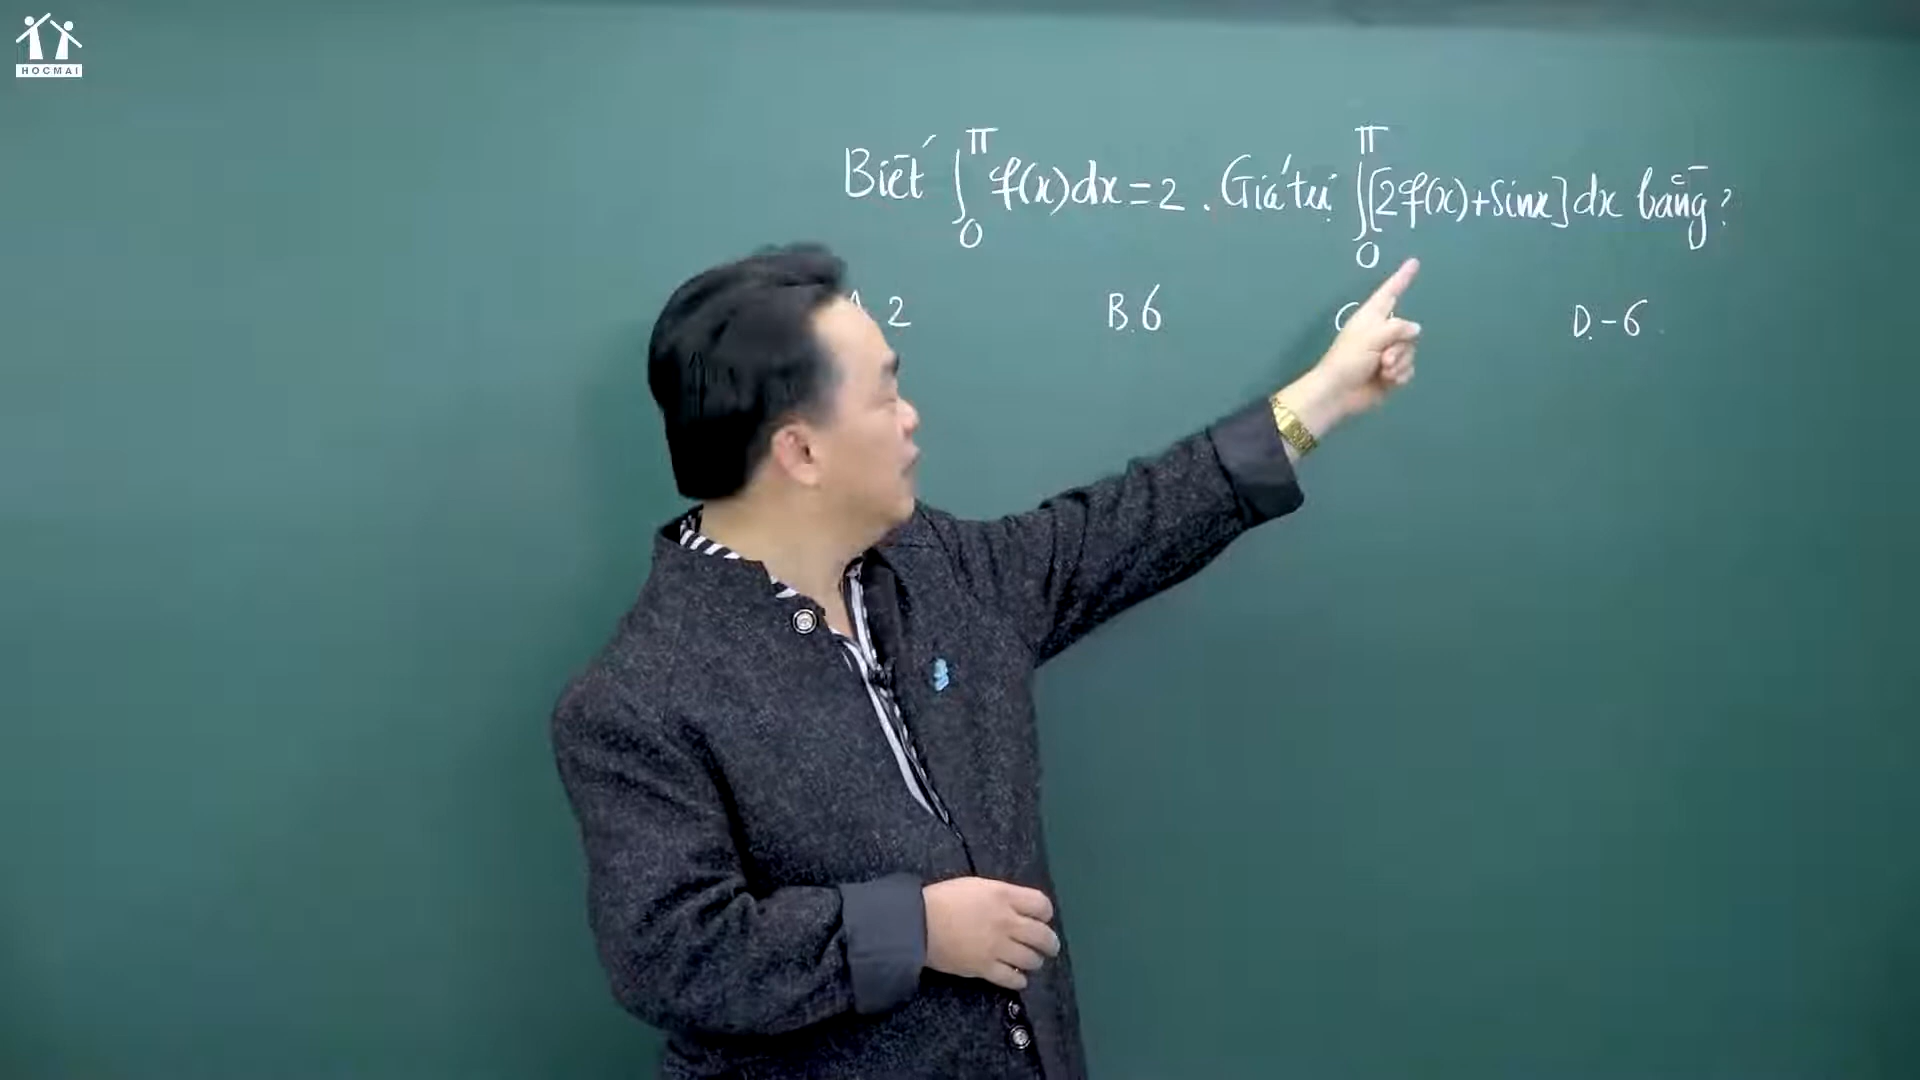 HOCMAI
Biết ∫₀^π f(x)dx = 2 . Giá trị ∫₀^π [2f(x)+sinx]dx bằng?
2 B. 6 C. D. -6